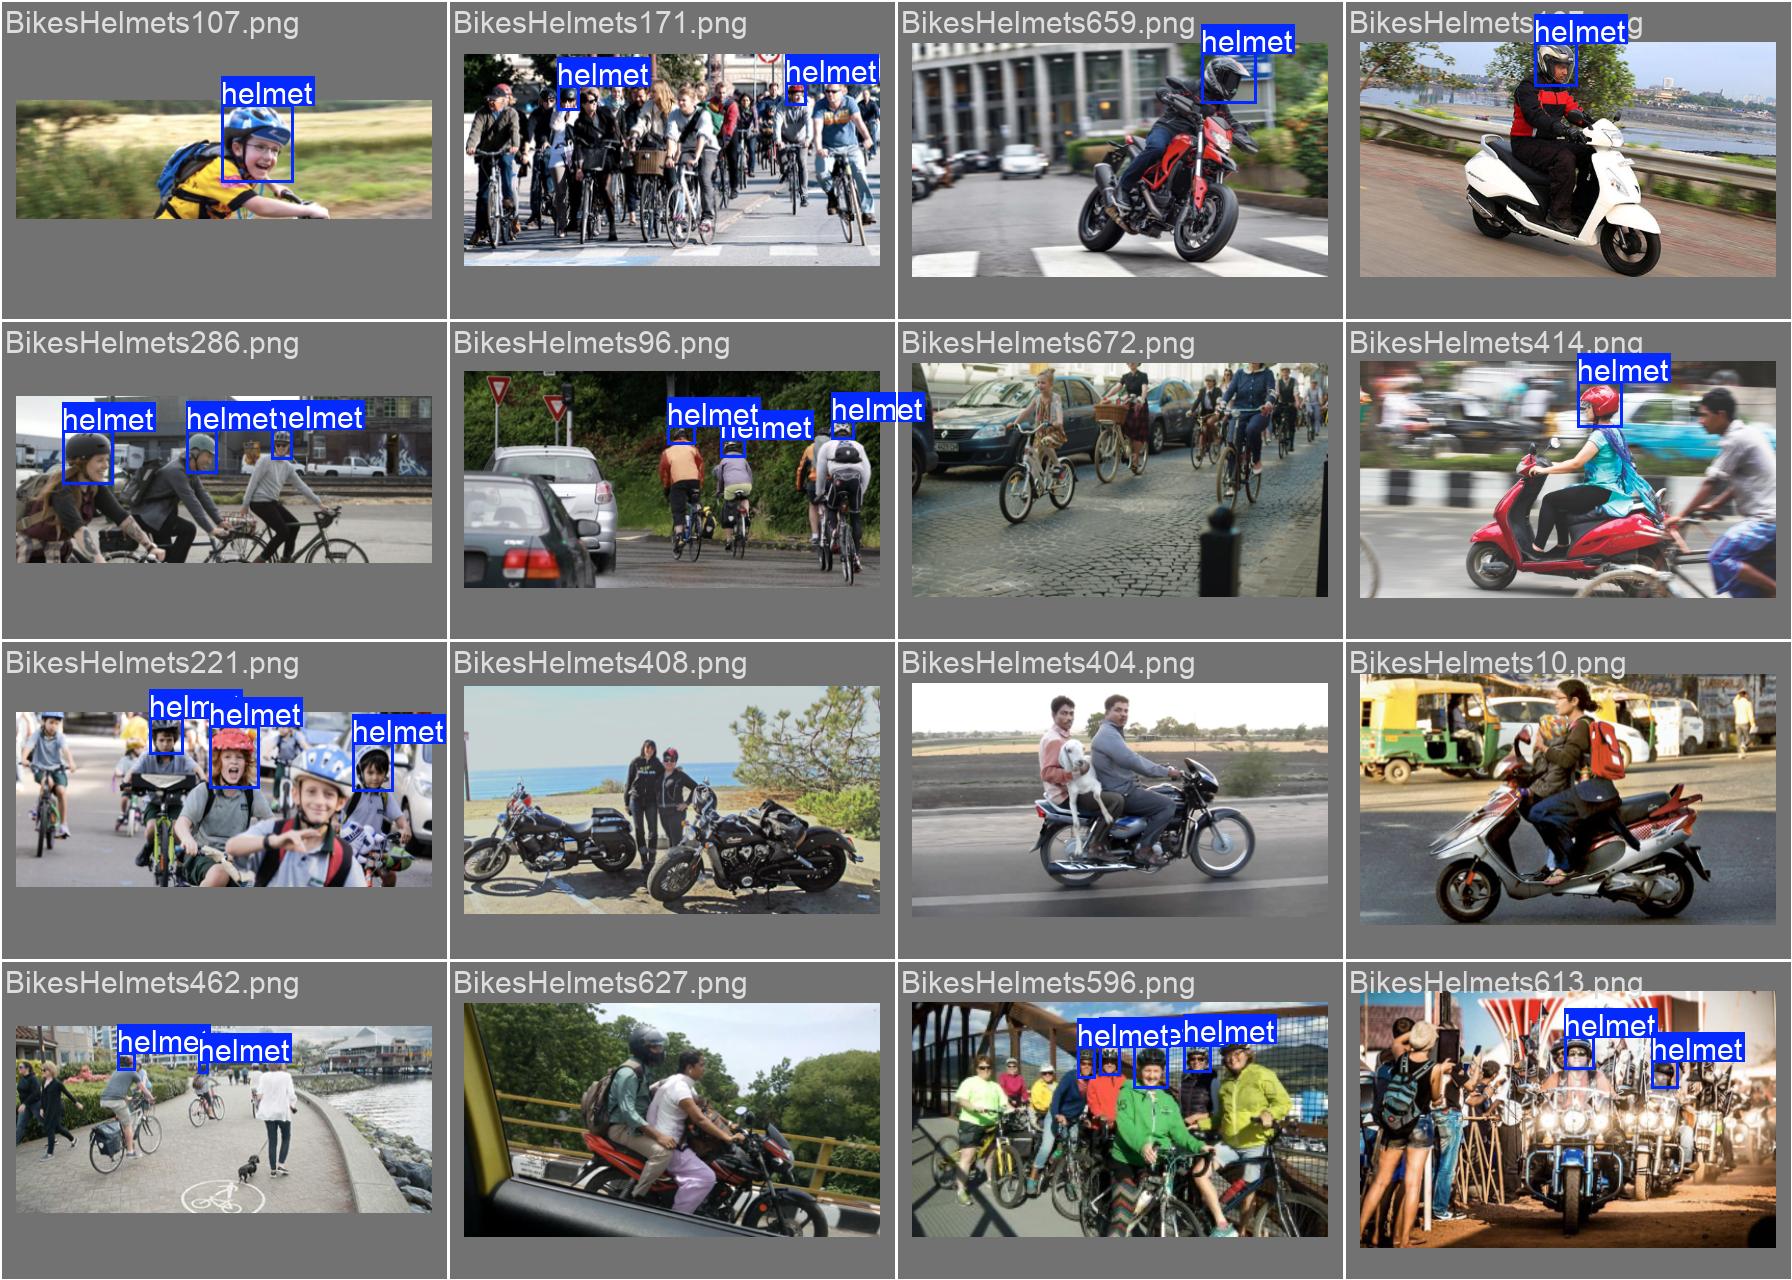 BikesHelmets107.png
helmet
BikesHelmets171.png
helmet
helmet
BikesHelmets659.png
helmet
helmet
BikesHelmets286.png
helmet
helmet
helmet
BikesHelmets96.png
helmet
helmet
helmet
BikesHelmets672.png
BikesHelmets414.png
helmet
BikesHelmets221.png
helmet
helmet
BikesHelmets408.png
BikesHelmets404.png
BikesHelmets10.png
BikesHelmets462.png
helmet
BikesHelmets627.png
BikesHelmets596.png
helmet
helmet
BikesHelmets613.png
helmet
helmet